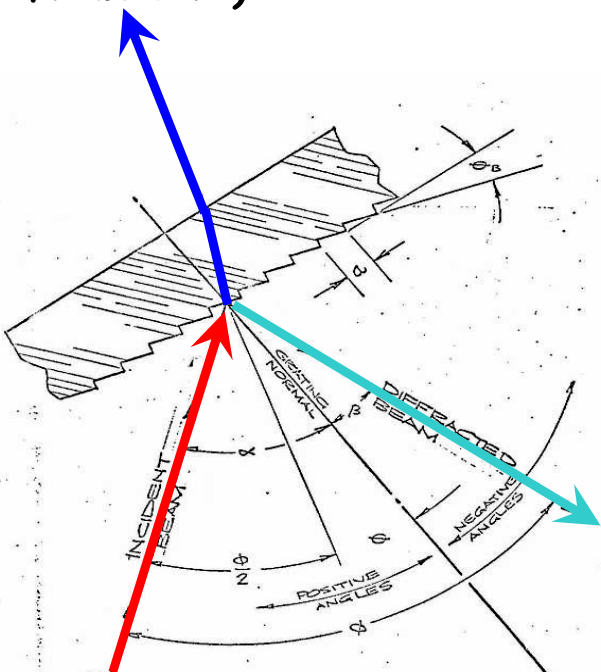 θB
d
GRATING
NORMAL
β
DIFFRACTED
BEAM
α
INCIDENT
BEAM
NEGATIVE
ANGLES
ϕ/2
POSITIVE
ANGLES
ϕ